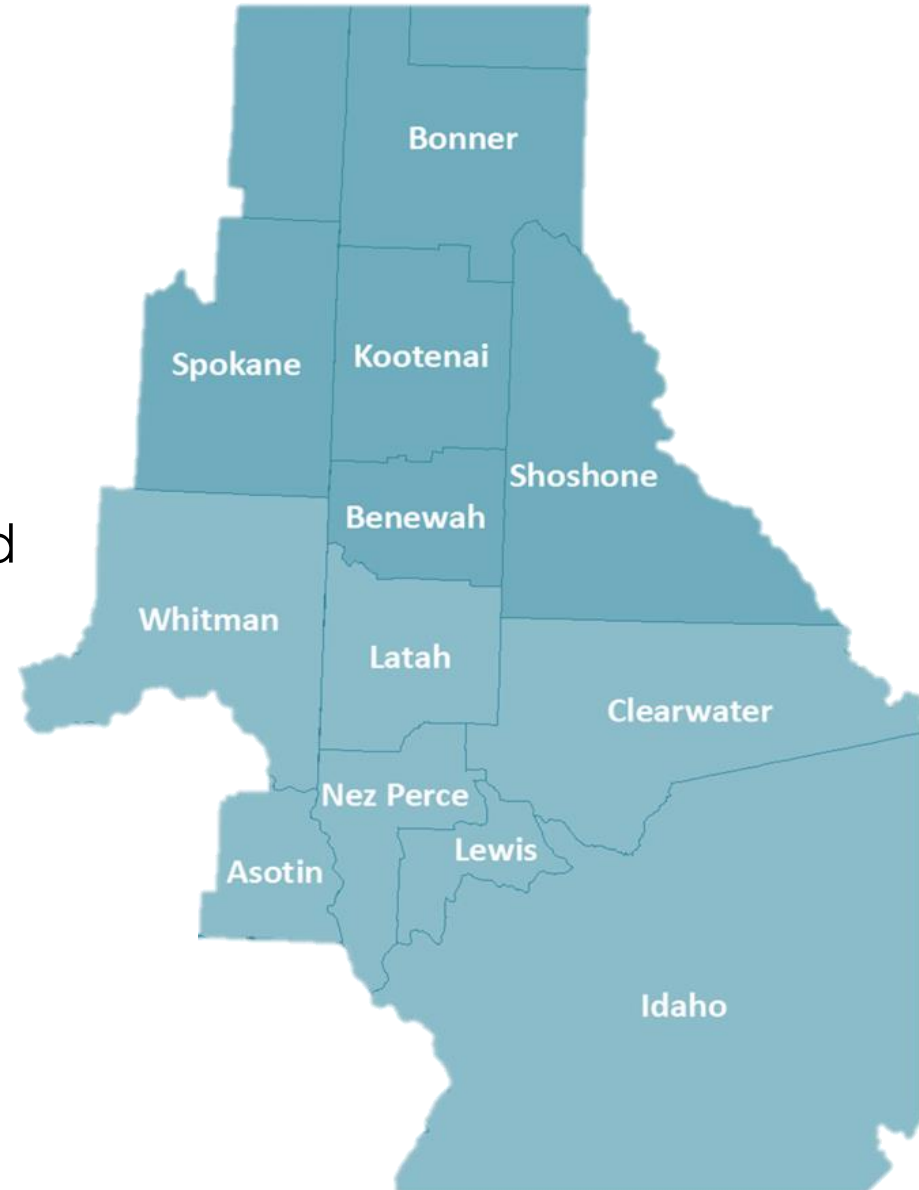 Bonner
Spokane
Kootenai
Shoshone
Benewah
d
Whitman
Latah
Clearwater
Nez Perce
Lewis
Asotin
Idaho